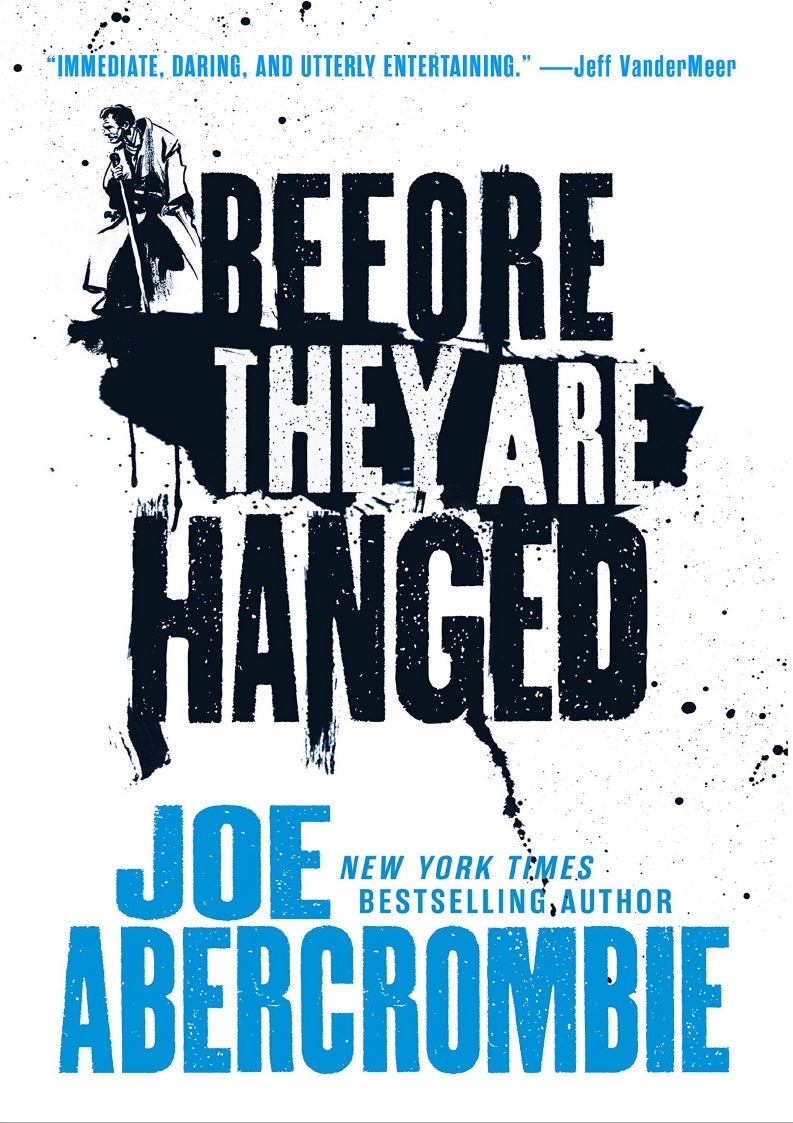 “IMMEDIATE, DARING, AND UTTERLY ENTERTAINING.” —Jeff VanderMeer
BEFORE
THEY ARE
HANGED
JOE
NEW YORK TIMES
BESTSELLING AUTHOR
ABERCROMBIE